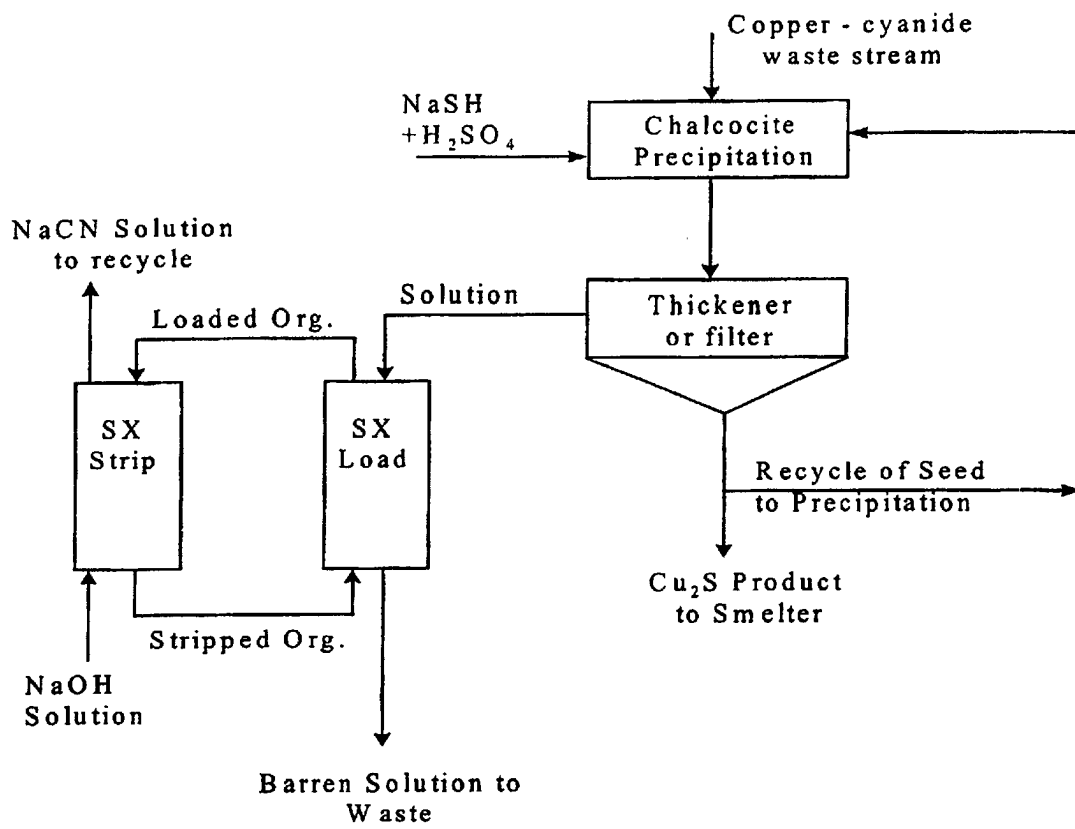 Copper - cyanide
waste stream
NaSH
+H₂SO₄
Chalcocite
Precipitation
NaCN Solution
to recycle
Solution
Thickener
or filter
Loaded Org.
SX
Strip
SX
Load
Recycle of Seed
to Precipitation
Cu₂S Product
to Smelter
Stripped Org.
NaOH
Solution
Barren Solution to
Waste